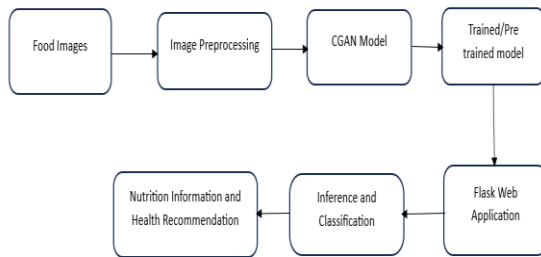 Food Images
Image Preprocessing
CGAN Model
Trained/Pre
trained model
Flask Web
Application
Inference and
Classification
Nutrition Information and
Health Recommendation